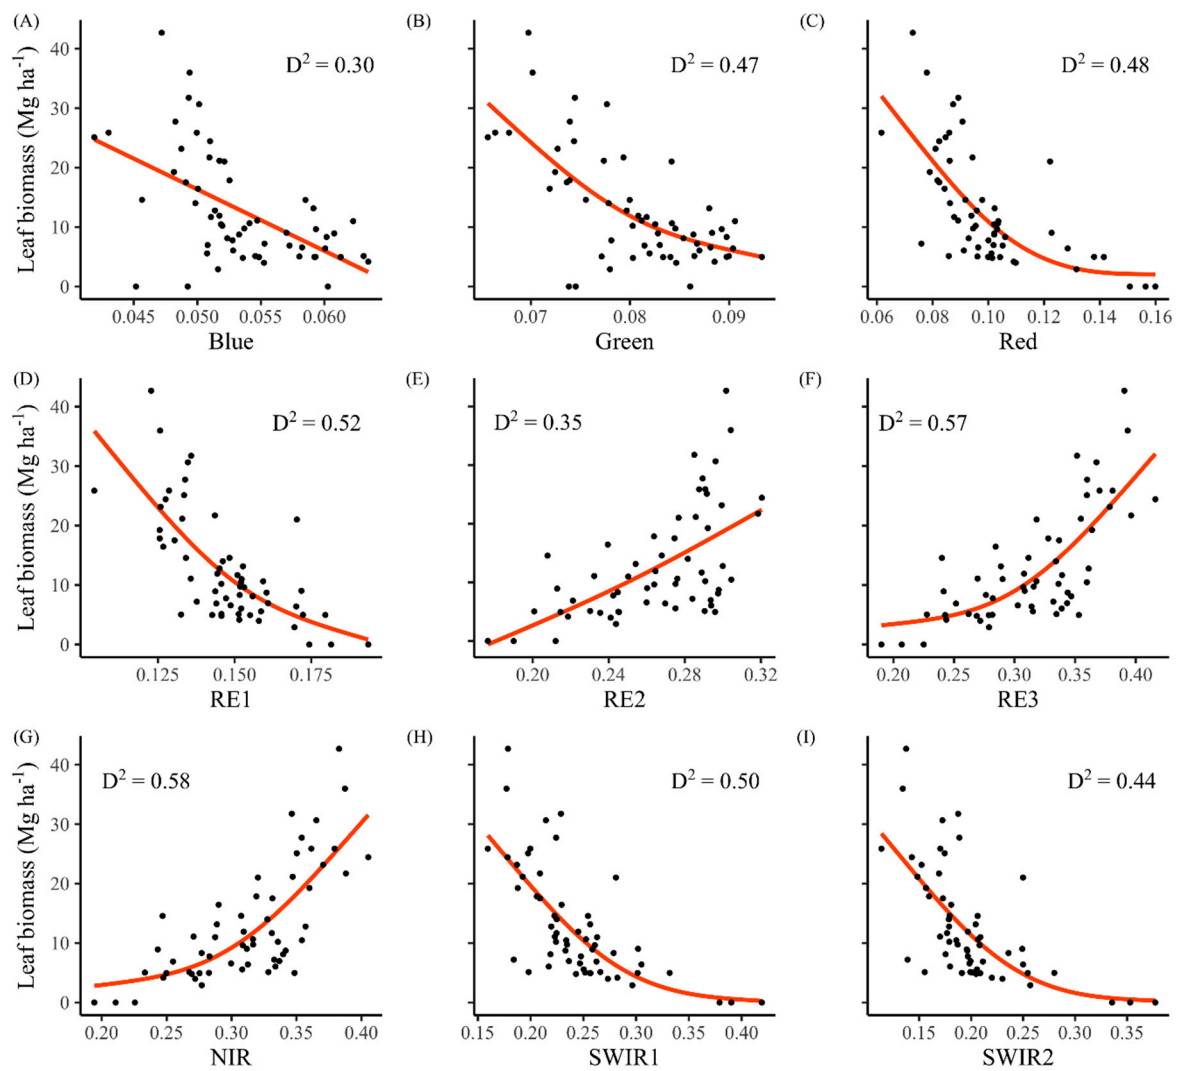 (A) (B) (C)
D² = 0.30 D² = 0.47 D² = 0.48
Leaf biomass (Mg ha⁻¹)
40
30
20
10
0
0.045 0.050 0.055 0.060 0.07 0.08 0.09 0.06 0.08 0.10 0.12 0.14 0.16
Blue Green Red
(D) (E) (F)
D² = 0.52 D² = 0.35 D² = 0.57
Leaf biomass (Mg ha⁻¹)
40
30
20
10
0
0.125 0.150 0.175 0.20 0.24 0.28 0.32 0.20 0.25 0.30 0.35 0.40
RE1 RE2 RE3
(G) (H) (I)
D² = 0.58 D² = 0.50 D² = 0.44
Leaf biomass (Mg ha⁻¹)
40
30
20
10
0
0.20 0.25 0.30 0.35 0.40 0.15 0.20 0.25 0.30 0.35 0.40 0.15 0.20 0.25 0.30 0.35
NIR SWIR1 SWIR2